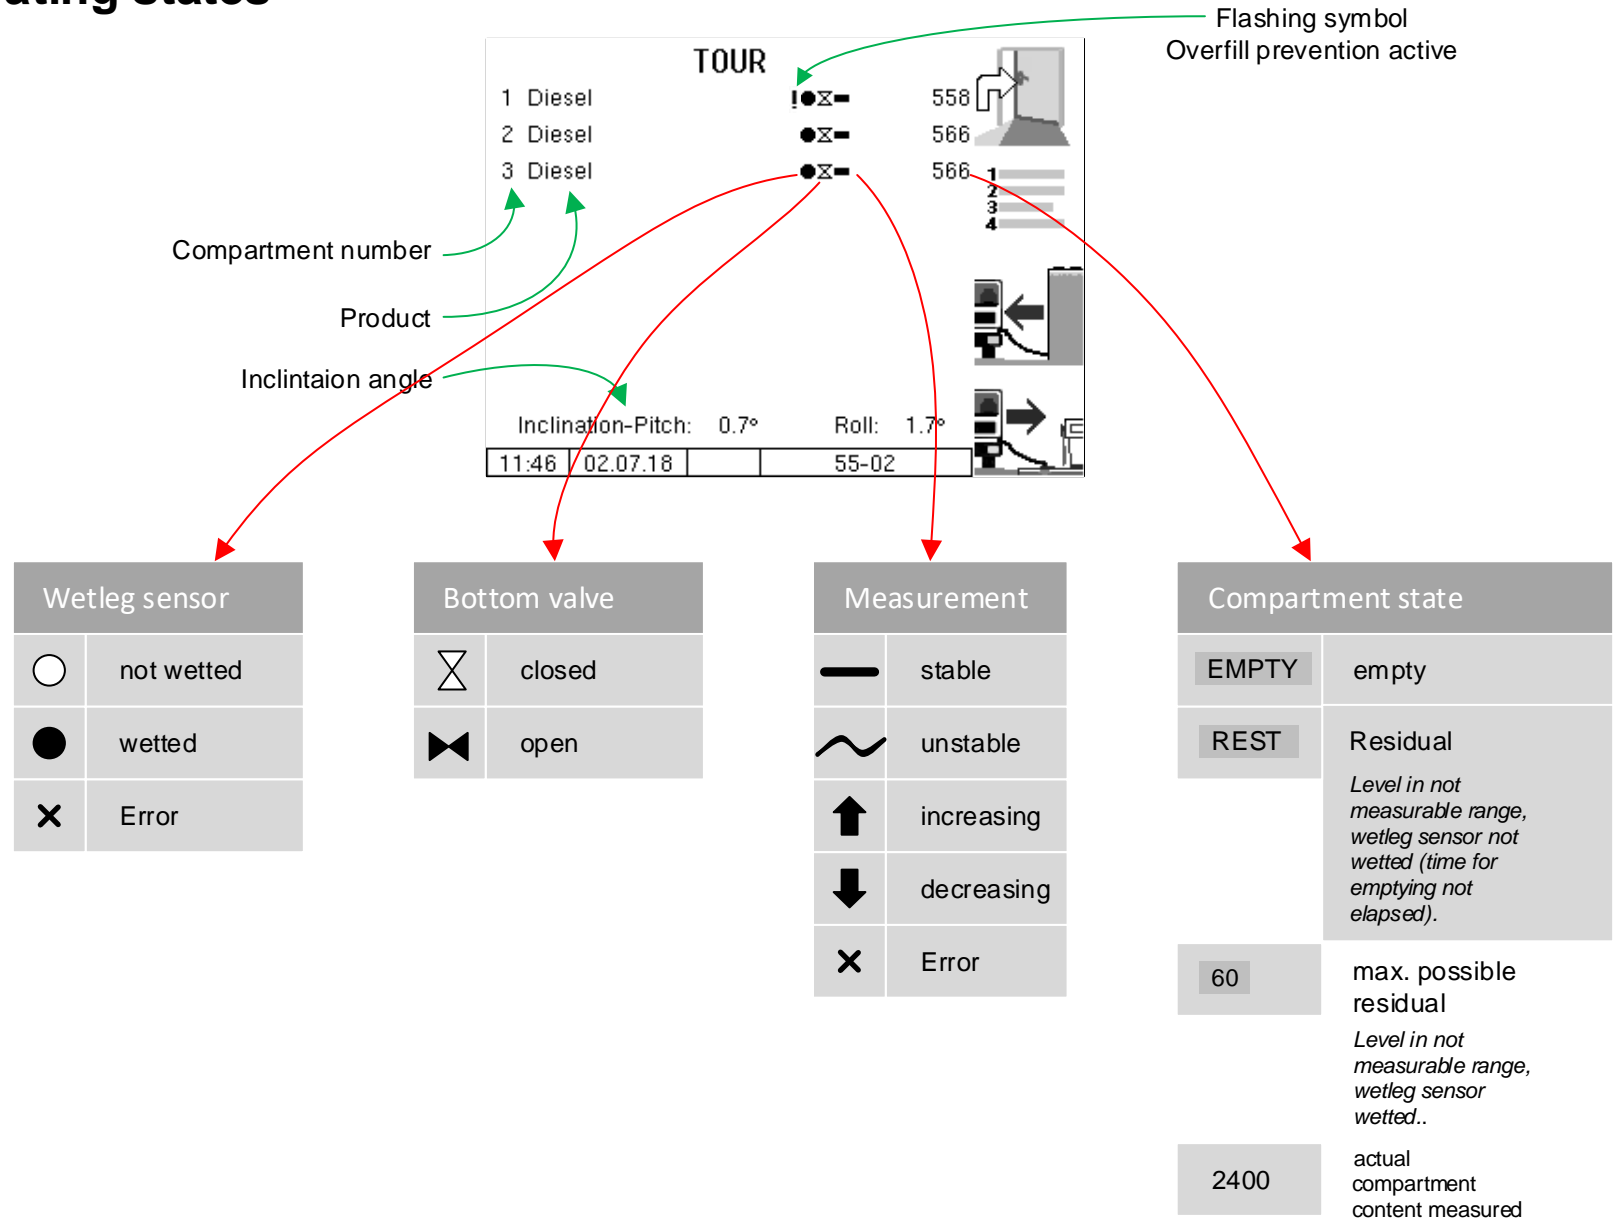 Flashing symbol
Overfill prevention active
TOUR
1 Diesel ! 558
2 Diesel 566
3 Diesel 566
1
2
3
4
Compartment number
Product
Inclintaion angle
Inclination-Pitch: 0.7° Roll: 1.7°
11:46 02.07.18 55-02
Wetleg sensor
not wetted
wetted
Error
Bottom valve
closed
open
Measurement
stable
unstable
increasing
decreasing
Error
Compartment state
EMPTY empty
REST Residual
Level in not
measurable range,
wetleg sensor not
wetted (time for
emptying not
elapsed).
60 max. possible
residual
Level in not
measurable range,
wetleg sensor
wetted..
2400 actual
compartment
content measured